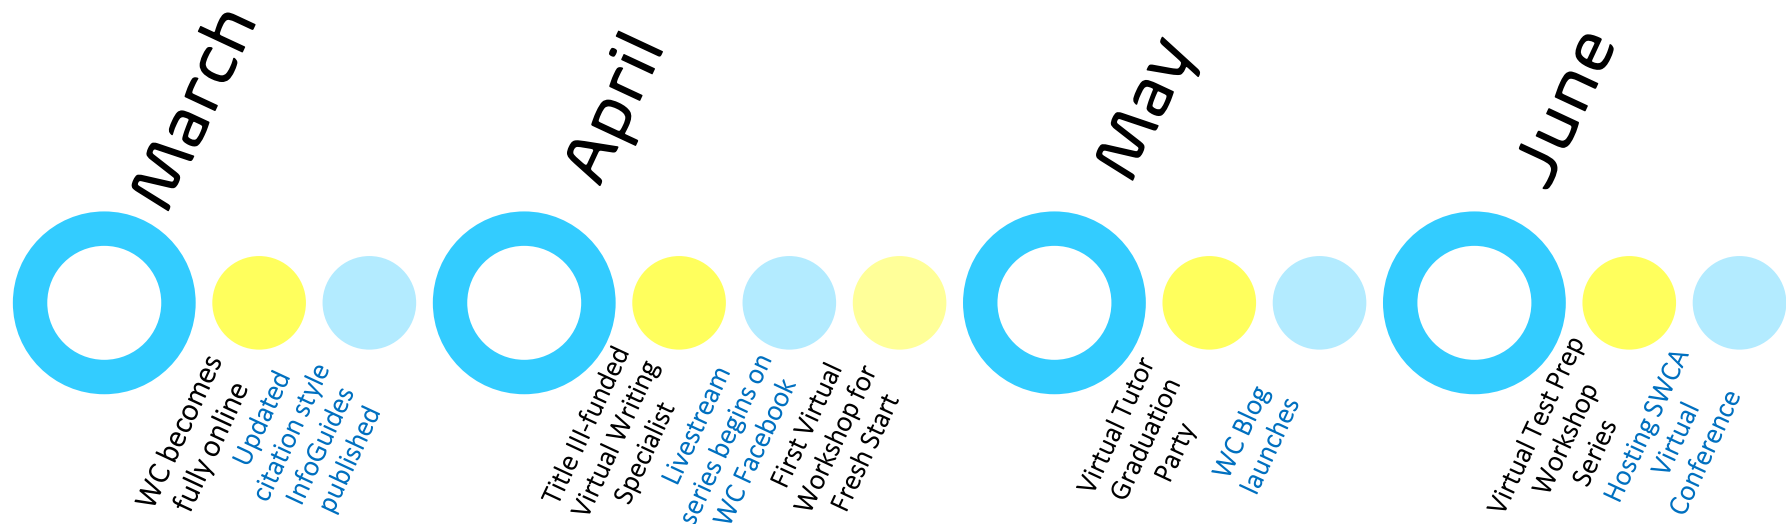 March
WC becomes
fully online
Updated
citation style
InfoGuides
published
April
Title III-funded
Virtual Writing
Specialist
Livestream
series begins on
WC Facebook
First Virtual
Workshop for
Fresh Start
May
Virtual Tutor
Graduation
Party
WC Blog
launches
June
Virtual Test Prep
Workshop
Series
Hosting SWCA
Virtual
Conference